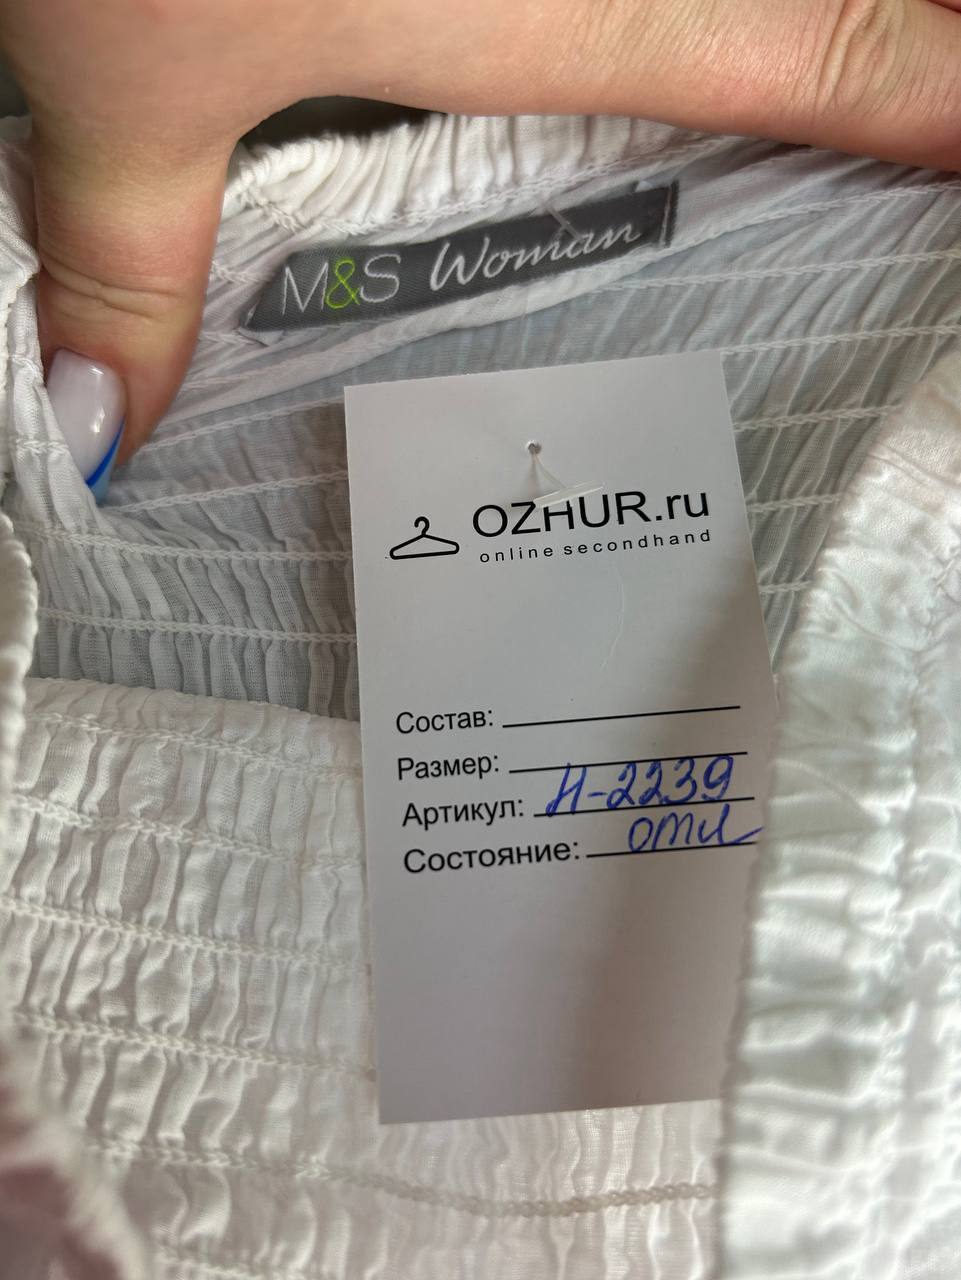 M&S Woman
OZHUR.ru
online secondhand
Состав:
Размер:
Артикул: Н-2239
Состояние: отл